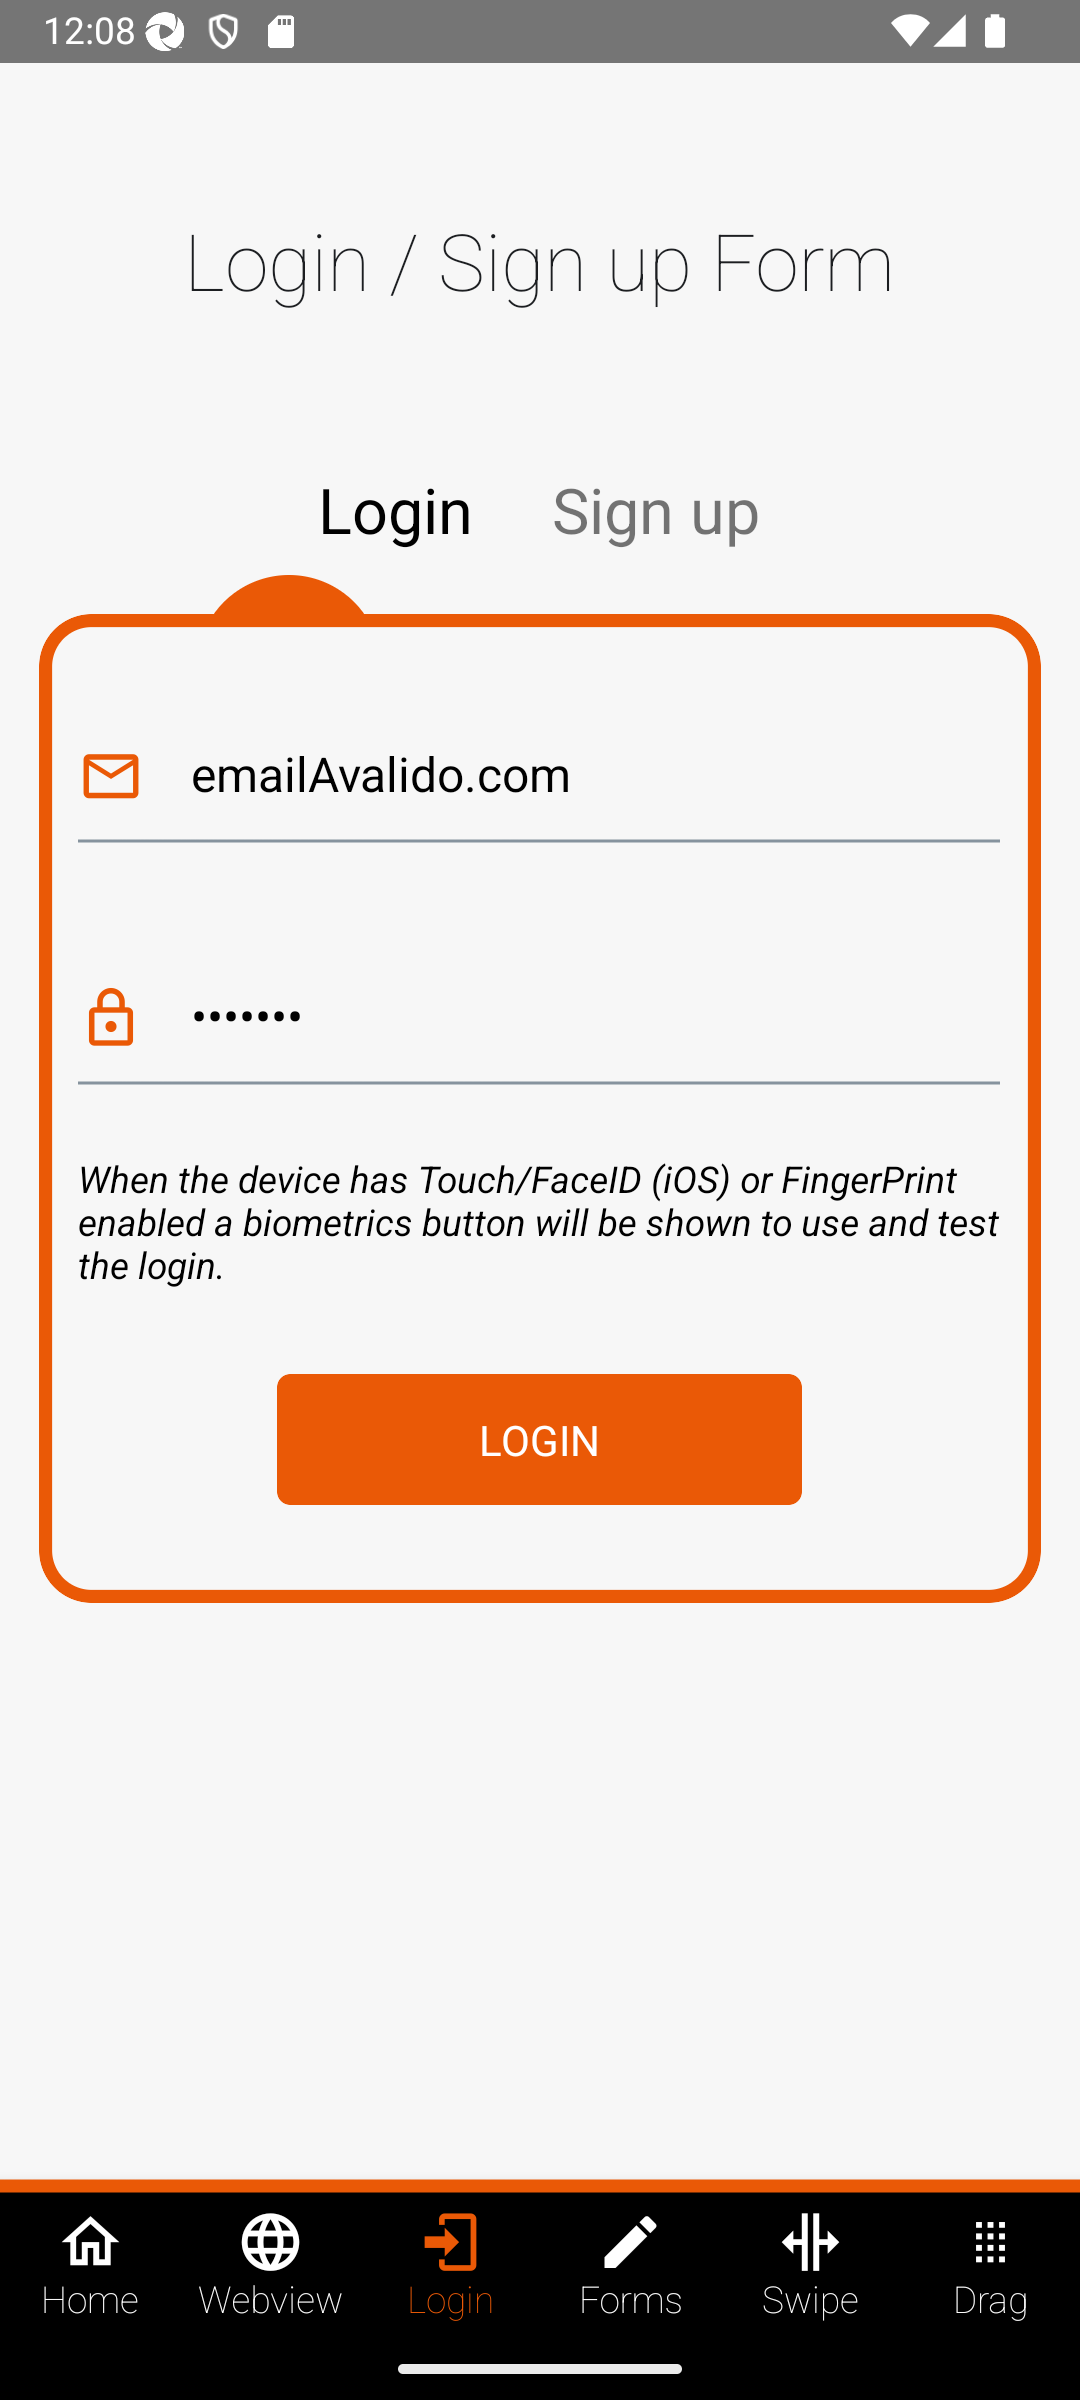 12:08
Login / Sign up Form
Login Sign up
emailAvalido.com
•••••••
When the device has Touch/FaceID (iOS) or FingerPrint
enabled a biometrics button will be shown to use and test
the login.
LOGIN
Home Webview Login Forms Swipe Drag